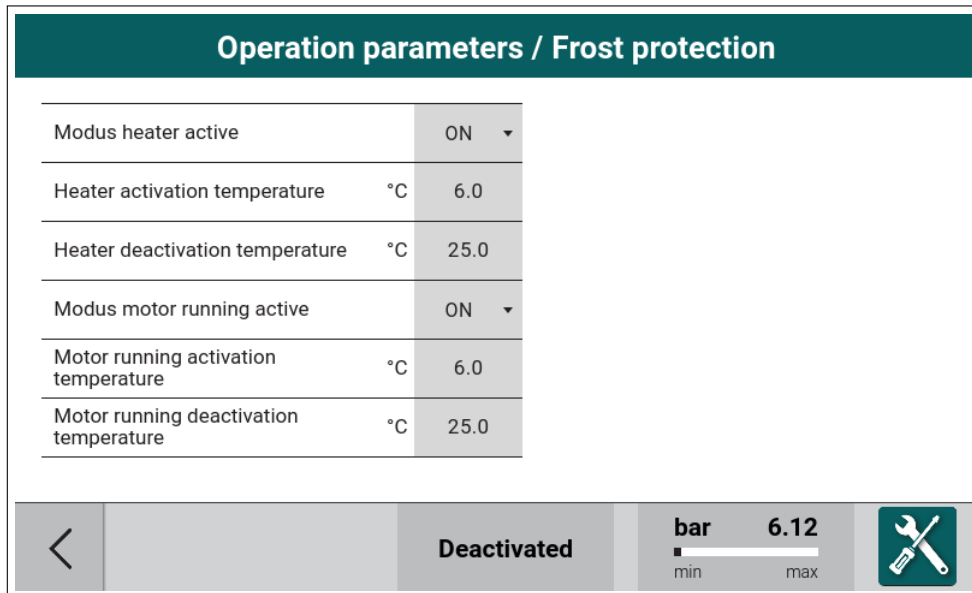 Operation parameters / Frost protection
Modus heater active ON
Heater activation temperature °C 6.0
Heater deactivation temperature °C 25.0
Modus motor running active ON
Motor running activation
temperature °C 6.0
Motor running deactivation
temperature °C 25.0
Deactivated
bar 6.12
min max